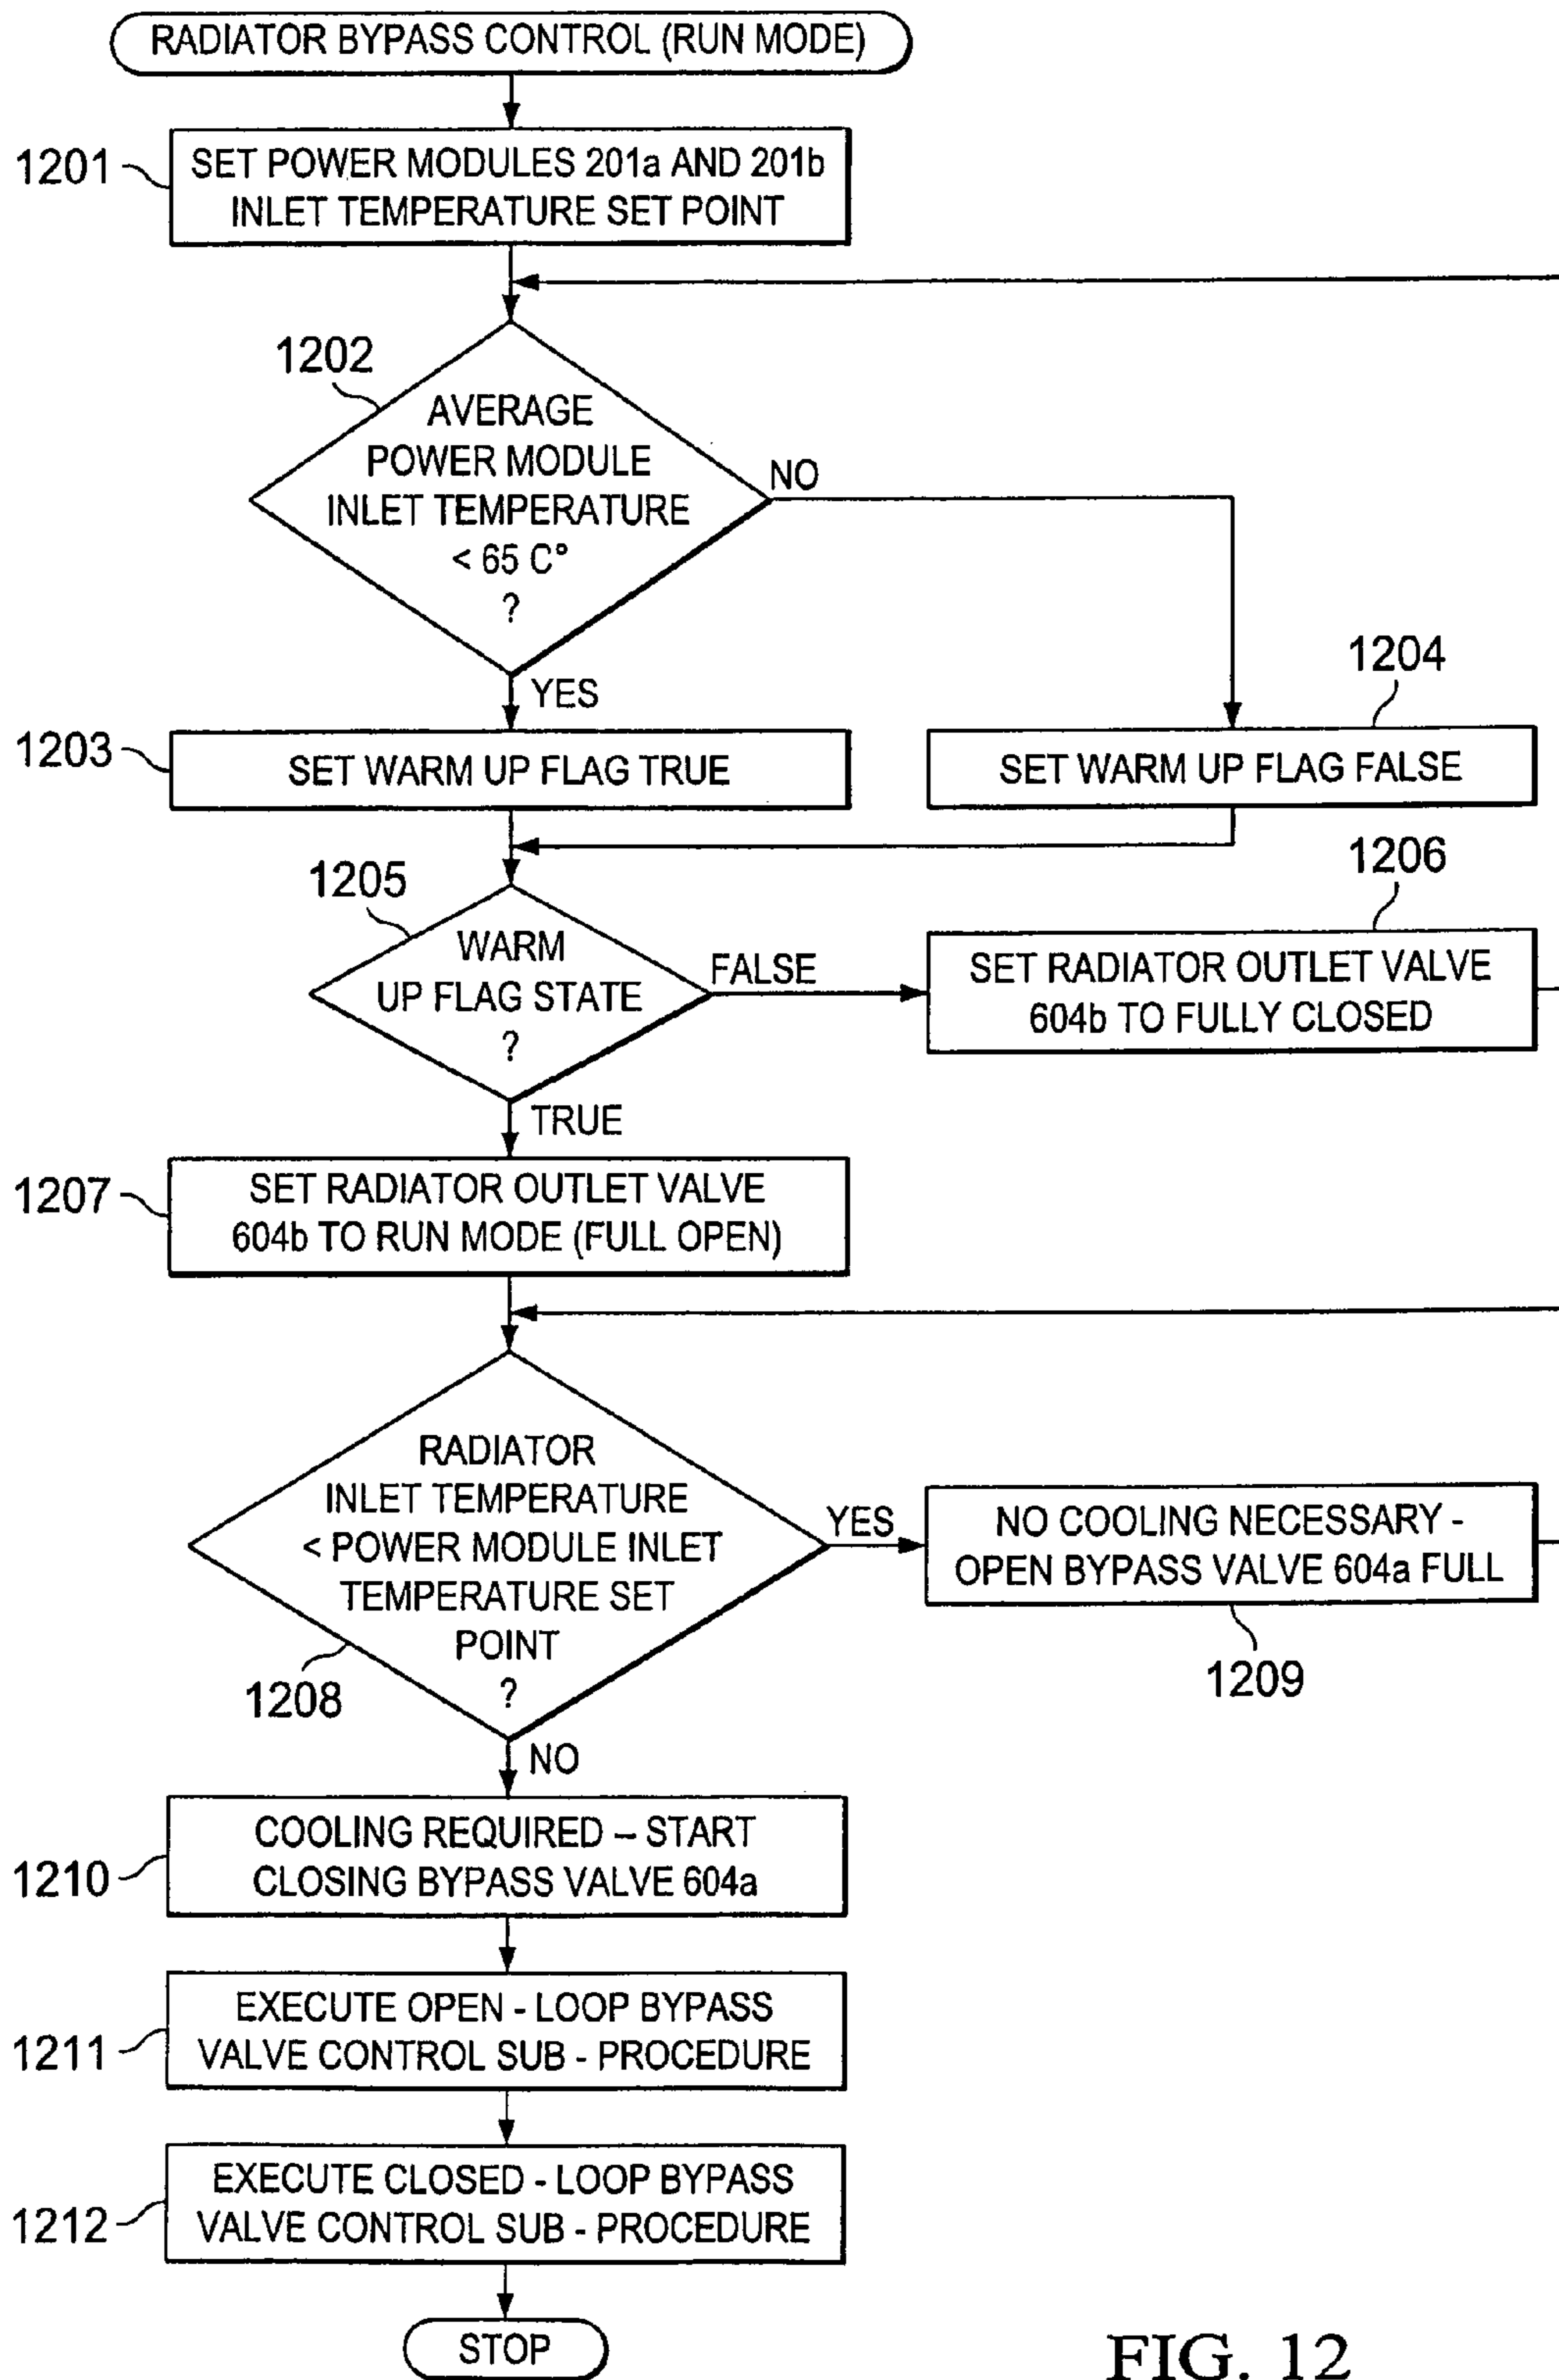 RADIATOR BYPASS CONTROL (RUN MODE)
1201
SET POWER MODULES 201a AND 201b
INLET TEMPERATURE SET POINT
1202
AVERAGE
POWER MODULE
INLET TEMPERATURE
< 65 C°
?
NO
YES
1203
SET WARM UP FLAG TRUE
1204
SET WARM UP FLAG FALSE
1205
WARM
UP FLAG STATE
?
FALSE
1206
SET RADIATOR OUTLET VALVE
604b TO FULLY CLOSED
TRUE
1207
SET RADIATOR OUTLET VALVE
604b TO RUN MODE (FULL OPEN)
RADIATOR
INLET TEMPERATURE
< POWER MODULE INLET
TEMPERATURE SET
POINT
?
1208
YES
NO COOLING NECESSARY -
OPEN BYPASS VALVE 604a FULL
1209
NO
1210
COOLING REQUIRED – START
CLOSING BYPASS VALVE 604a
1211
EXECUTE OPEN - LOOP BYPASS
VALVE CONTROL SUB - PROCEDURE
1212
EXECUTE CLOSED - LOOP BYPASS
VALVE CONTROL SUB - PROCEDURE
STOP
FIG. 12